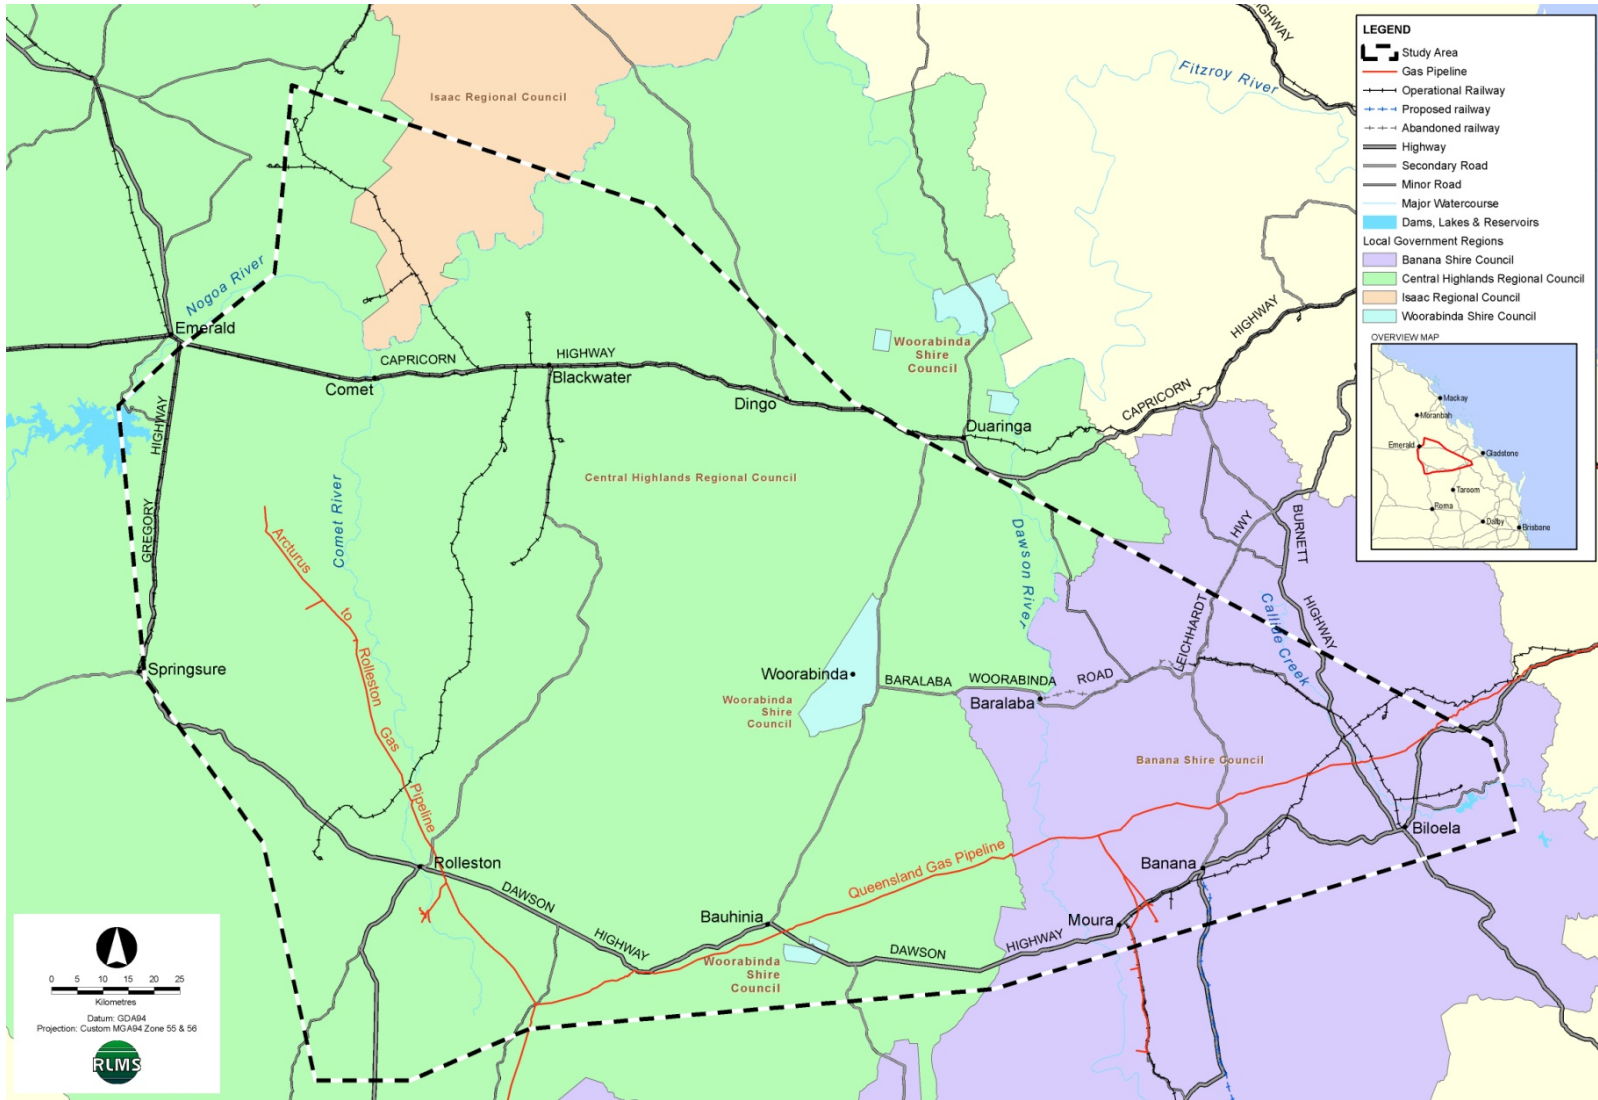 HIGHWAY
HIGHWAY
Fitzroy River
Isaac Regional Council
Nogoa River
Emerald
CAPRICORN
HIGHWAY
Comet
Blackwater
Dingo
Woorabinda
Shire
Council
Duaringa
CAPRICORN
HIGHWAY
HIGHWAY
GREGORY
Comet River
Central Highlands Regional Council
Arcturus
to
Rolleston
Gas
Pipeline
Dawson River
HWY
LEICHHARDT
BURNETT
HIGHWAY
Callide Creek
Springsure
Woorabinda
Woorabinda
Shire
Council
BARALABA
WOORABINDA
ROAD
Baralaba
Banana Shire Council
Rolleston
DAWSON
HIGHWAY
Bauhinia
Queensland Gas Pipeline
Woorabinda
Shire
Council
DAWSON
HIGHWAY
Moura
Banana
Biloela
LEGEND
Study Area
Gas Pipeline
Operational Railway
Proposed railway
Abandoned railway
Highway
Secondary Road
Minor Road
Major Watercourse
Dams, Lakes & Reservoirs
Local Government Regions
Banana Shire Council
Central Highlands Regional Council
Isaac Regional Council
Woorabinda Shire Council
OVERVIEW MAP
Mackay
Moranbah
Emerald
Gladstone
Taroom
Roma
Dalby
Brisbane
0 5 10 15 20 25
Kilometres
Datum: GDA94
Projection: Custom MGA94 Zone 55 & 56
RLMS